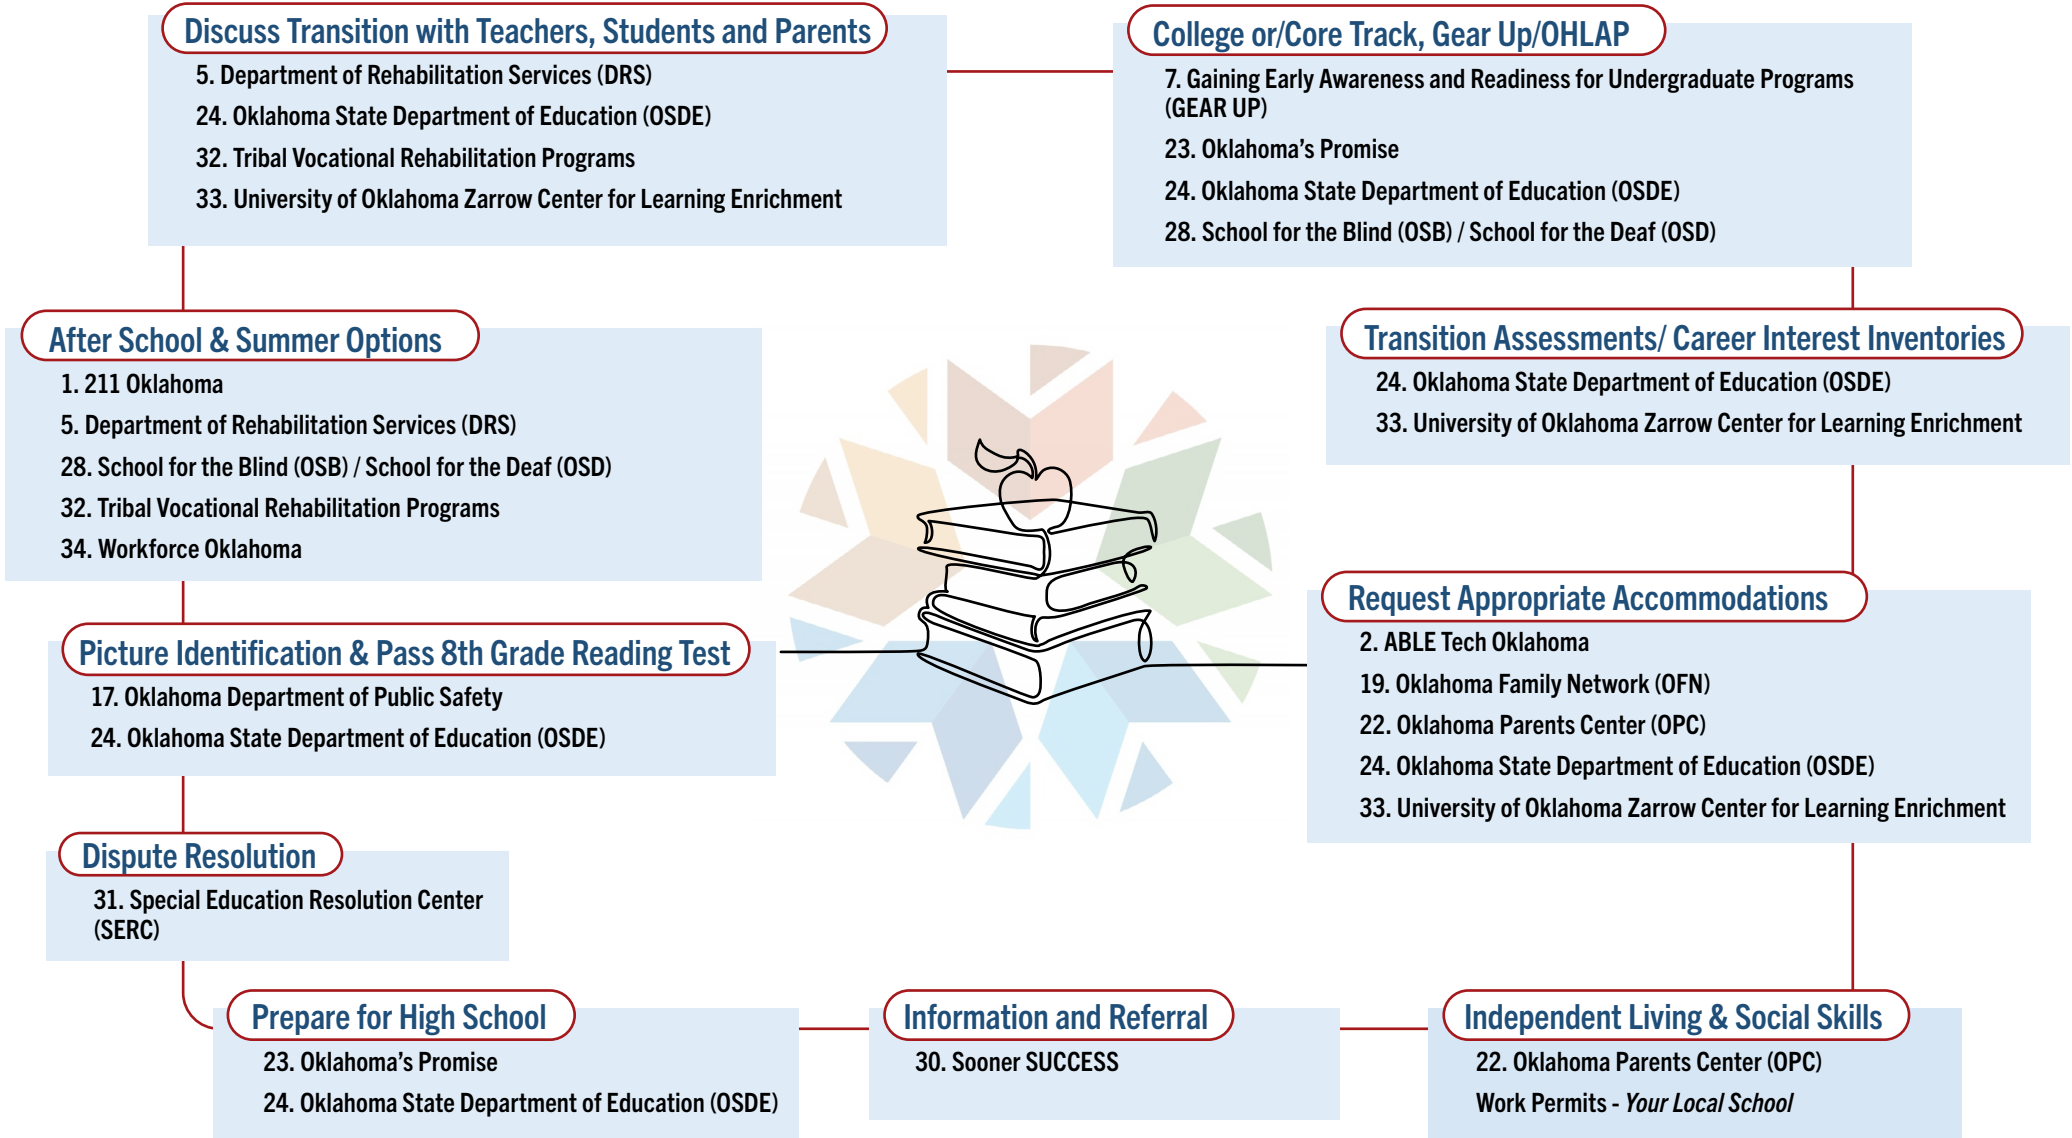 Discuss Transition with Teachers, Students and Parents
5. Department of Rehabilitation Services (DRS)
24. Oklahoma State Department of Education (OSDE)
32. Tribal Vocational Rehabilitation Programs
33. University of Oklahoma Zarrow Center for Learning Enrichment
College or/Core Track, Gear Up/OHLAP
7. Gaining Early Awareness and Readiness for Undergraduate Programs
(GEAR UP)
23. Oklahoma’s Promise
24. Oklahoma State Department of Education (OSDE)
28. School for the Blind (OSB) / School for the Deaf (OSD)
After School & Summer Options
1. 211 Oklahoma
5. Department of Rehabilitation Services (DRS)
28. School for the Blind (OSB) / School for the Deaf (OSD)
32. Tribal Vocational Rehabilitation Programs
34. Workforce Oklahoma
Transition Assessments/ Career Interest Inventories
24. Oklahoma State Department of Education (OSDE)
33. University of Oklahoma Zarrow Center for Learning Enrichment
Picture Identification & Pass 8th Grade Reading Test
17. Oklahoma Department of Public Safety
24. Oklahoma State Department of Education (OSDE)
Request Appropriate Accommodations
2. ABLE Tech Oklahoma
19. Oklahoma Family Network (OFN)
22. Oklahoma Parents Center (OPC)
24. Oklahoma State Department of Education (OSDE)
33. University of Oklahoma Zarrow Center for Learning Enrichment
Dispute Resolution
31. Special Education Resolution Center
(SERC)
Prepare for High School
23. Oklahoma’s Promise
24. Oklahoma State Department of Education (OSDE)
Information and Referral
30. Sooner SUCCESS
Independent Living & Social Skills
22. Oklahoma Parents Center (OPC)
Work Permits - Your Local School